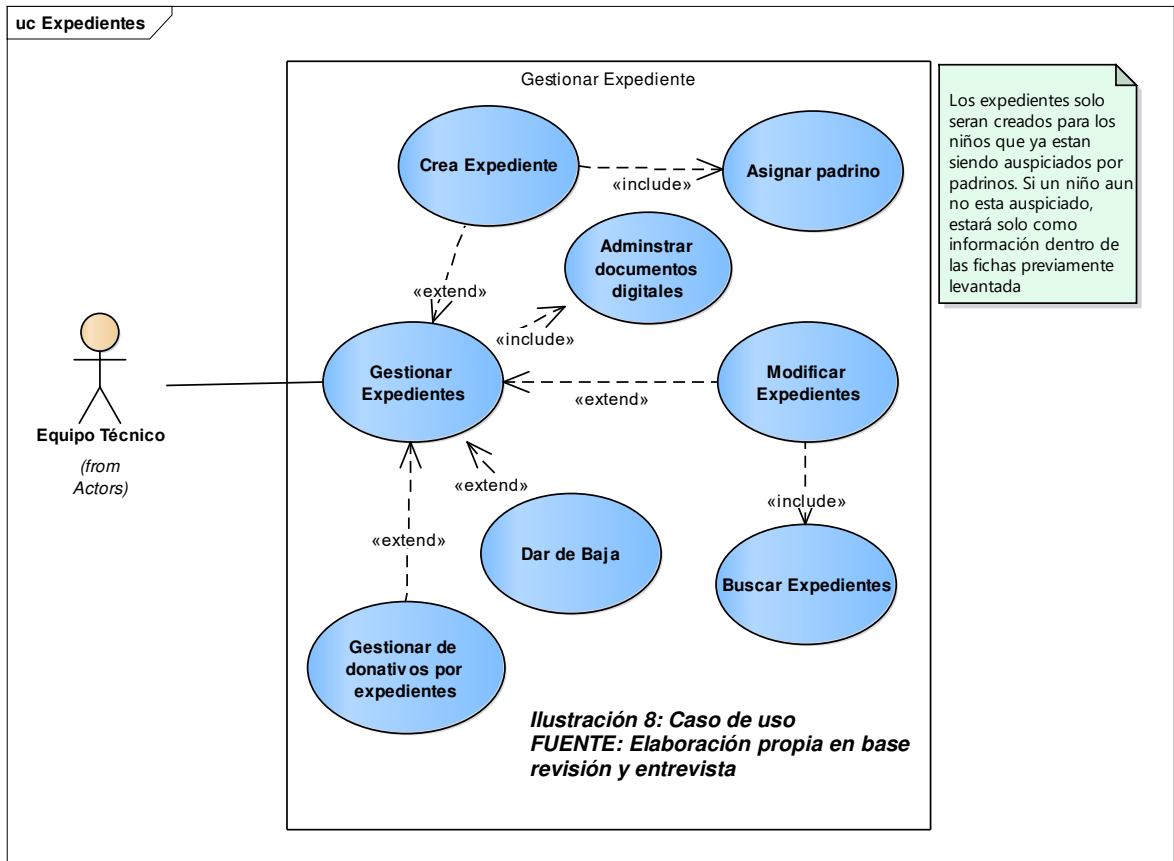 uc Expedientes
Gestionar Expediente
Crea Expediente
«include»
Asignar padrino
Adminstrar
documentos
digitales
«extend»
«include»
Gestionar
Expedientes
«extend»
Modificar
Expedientes
Equipo Técnico
(from
Actors)
«extend»
«include»
«extend»
Dar de Baja
Buscar Expedientes
Gestionar de
donativos por
expedientes
Ilustración 8: Caso de uso
FUENTE: Elaboración propia en base
revisión y entrevista
Los expedientes solo
seran creados para los
niños que ya estan
siendo auspiciados por
padrinos. Si un niño aun
no esta auspiciado,
estará solo como
información dentro de
las fichas previamente
levantada